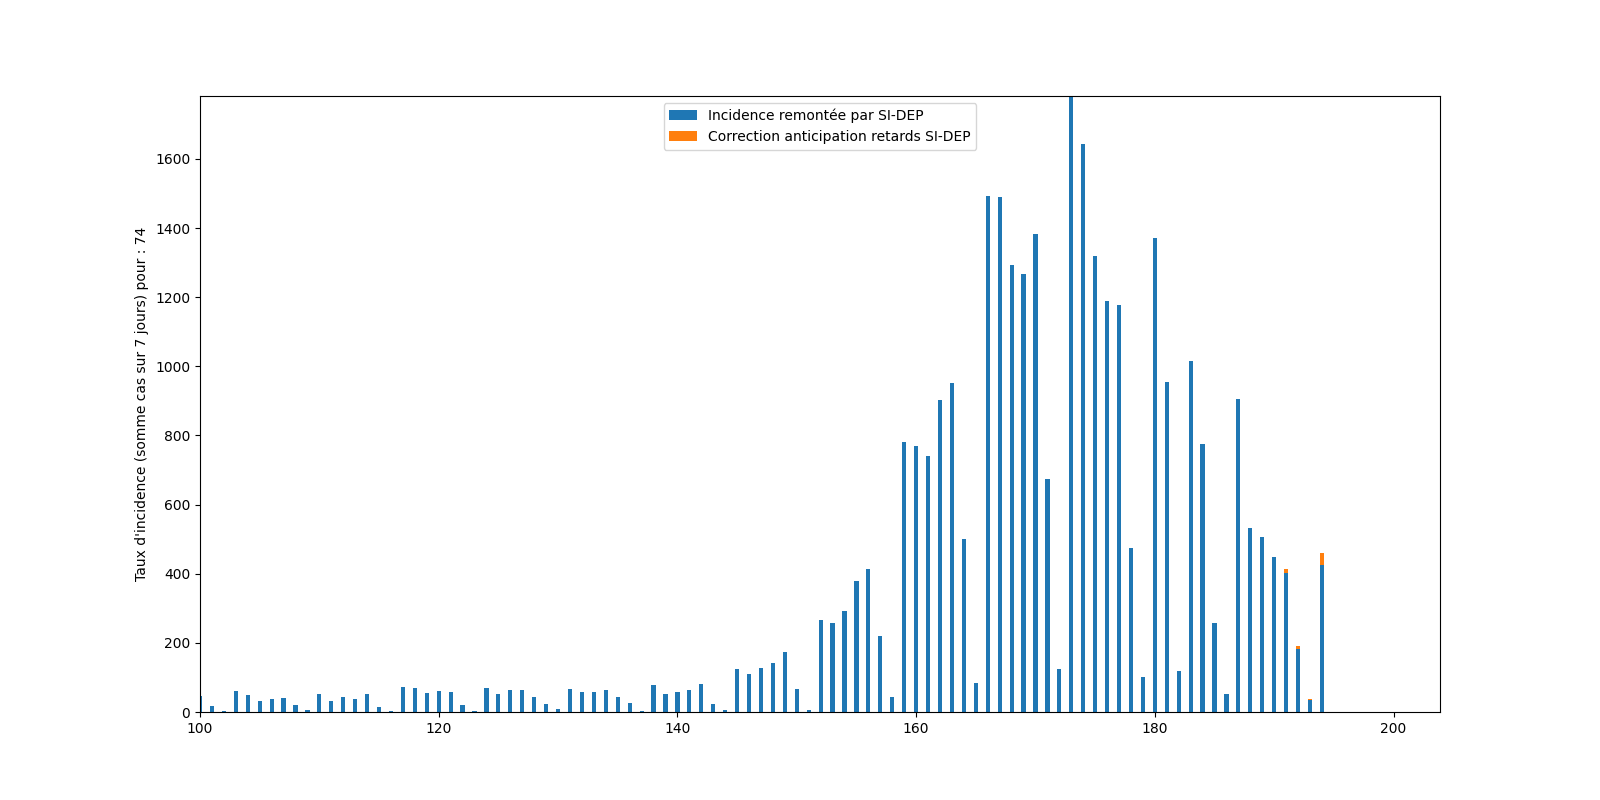 Incidence remontée par SI-DEP
Correction anticipation retards SI-DEP
Taux d'incidence (somme cas sur 7 jours) pour : 74
1600
1400
1200
1000
800
600
400
200
0
100 120 140 160 180 200